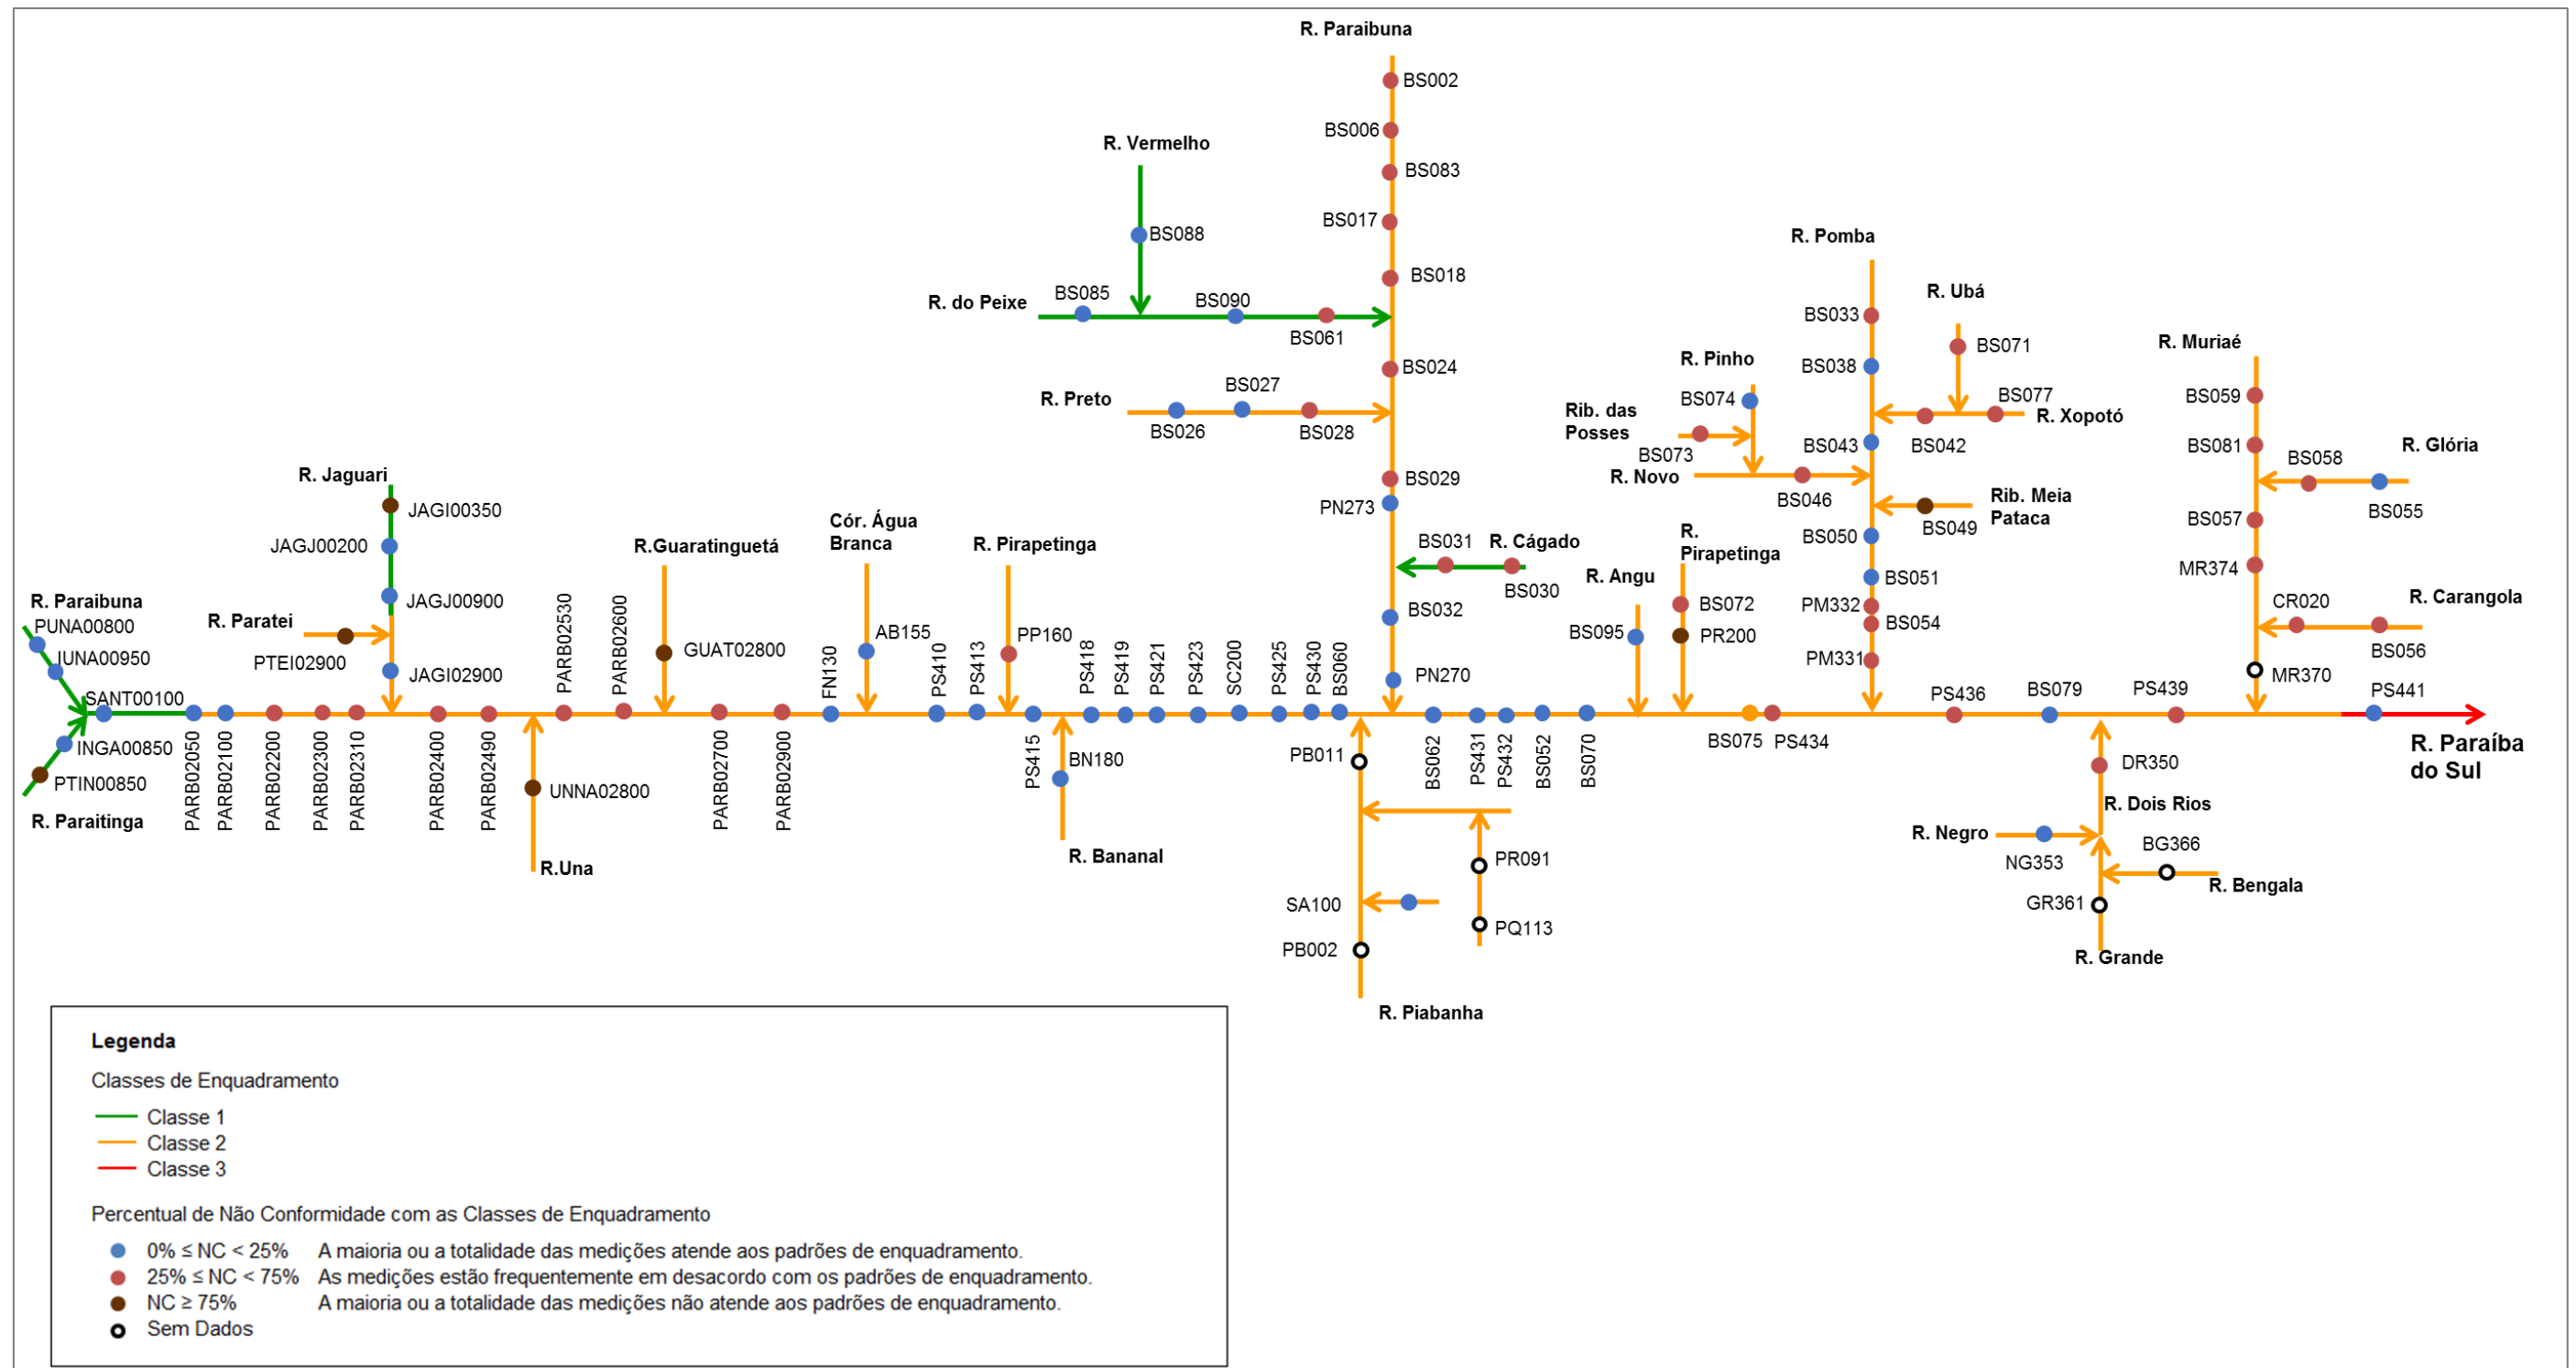 R. Paraibuna
BS002
BS006
BS083
BS017
BS018
R. Vermelho
BS088
R. do Peixe
BS085
BS090
BS061
BS024
R. Preto
BS026
BS027
BS028
BS029
PN273
BS031
R. Cágado
BS030
BS032
PN270
R. Pomba
BS033
BS038
R. Ubá
BS071
BS077
R. Xopotó
BS042
BS043
R. Pinho
BS074
Rib. das
Posses
BS073
R. Novo
BS046
Rib. Meia
Pataca
BS049
BS050
BS051
PM332
BS054
PM331
R. Muriaé
BS059
BS081
R. Glória
BS058
BS055
BS057
MR374
R. Carangola
CR020
BS056
MR370
R. Jaguari
JAGI00350
JAGJ00200
JAGJ00900
R. Paratei
PTEI02900
JAGI02900
R. Paraibuna
PUNA00800
IUNA00950
SANT00100
INGA00850
PTIN00850
R. Paraitinga
PARB02050
PARB02100
PARB02200
PARB02300
PARB02310
PARB02400
PARB02490
PARB02530
PARB02600
R.Guaratinguetá
GUAT02800
UNNA02800
R.Una
PARB02700
PARB02900
FN130
Cór. Água
Branca
AB155
PS410
PS413
R. Pirapetinga
PP160
PS415
BN180
R. Bananal
PS418
PS419
PS421
PS423
SC200
PS425
PS430
BS060
PB011
PR091
SA100
PQ113
PB002
R. Piabanha
BS062
PS431
PS432
BS052
BS070
R. Angu
BS095
R.
Pirapetinga
BS072
PR200
BS075
PS434
PS436
BS079
PS439
PS441
R. Paraíba
do Sul
DR350
R. Dois Rios
R. Negro
NG353
BG366
R. Bengala
GR361
R. Grande
Legenda
Classes de Enquadramento
Classe 1
Classe 2
Classe 3
Percentual de Não Conformidade com as Classes de Enquadramento
0% ≤ NC < 25% A maioria ou a totalidade das medições atende aos padrões de enquadramento.
25% ≤ NC < 75% As medições estão frequentemente em desacordo com os padrões de enquadramento.
NC ≥ 75% A maioria ou a totalidade das medições não atende aos padrões de enquadramento.
Sem Dados